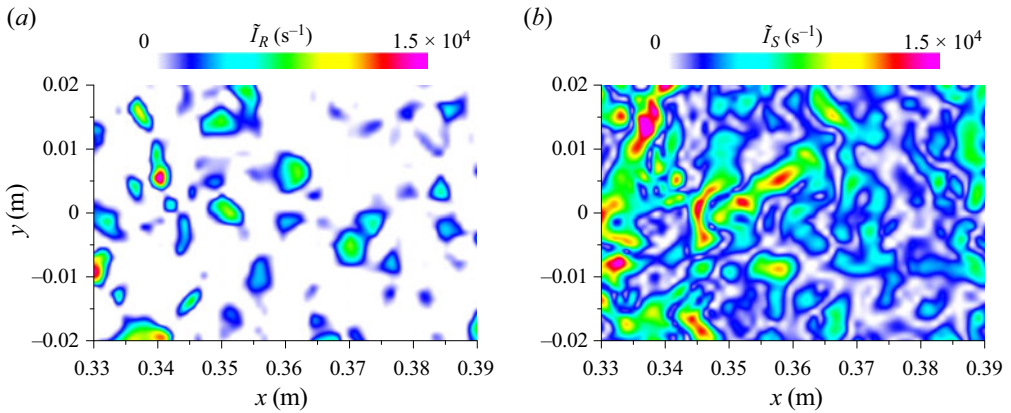 (a)
0 Ĩ_R (s⁻¹) 1.5 × 10⁴
0.02
0.01
0
–0.01
–0.02
y (m)
0.33 0.34 0.35 0.36 0.37 0.38 0.39
x (m)
(b)
0 Ĩ_S (s⁻¹) 1.5 × 10⁴
0.02
0.01
0
–0.01
–0.02
0.33 0.34 0.35 0.36 0.37 0.38 0.39
x (m)